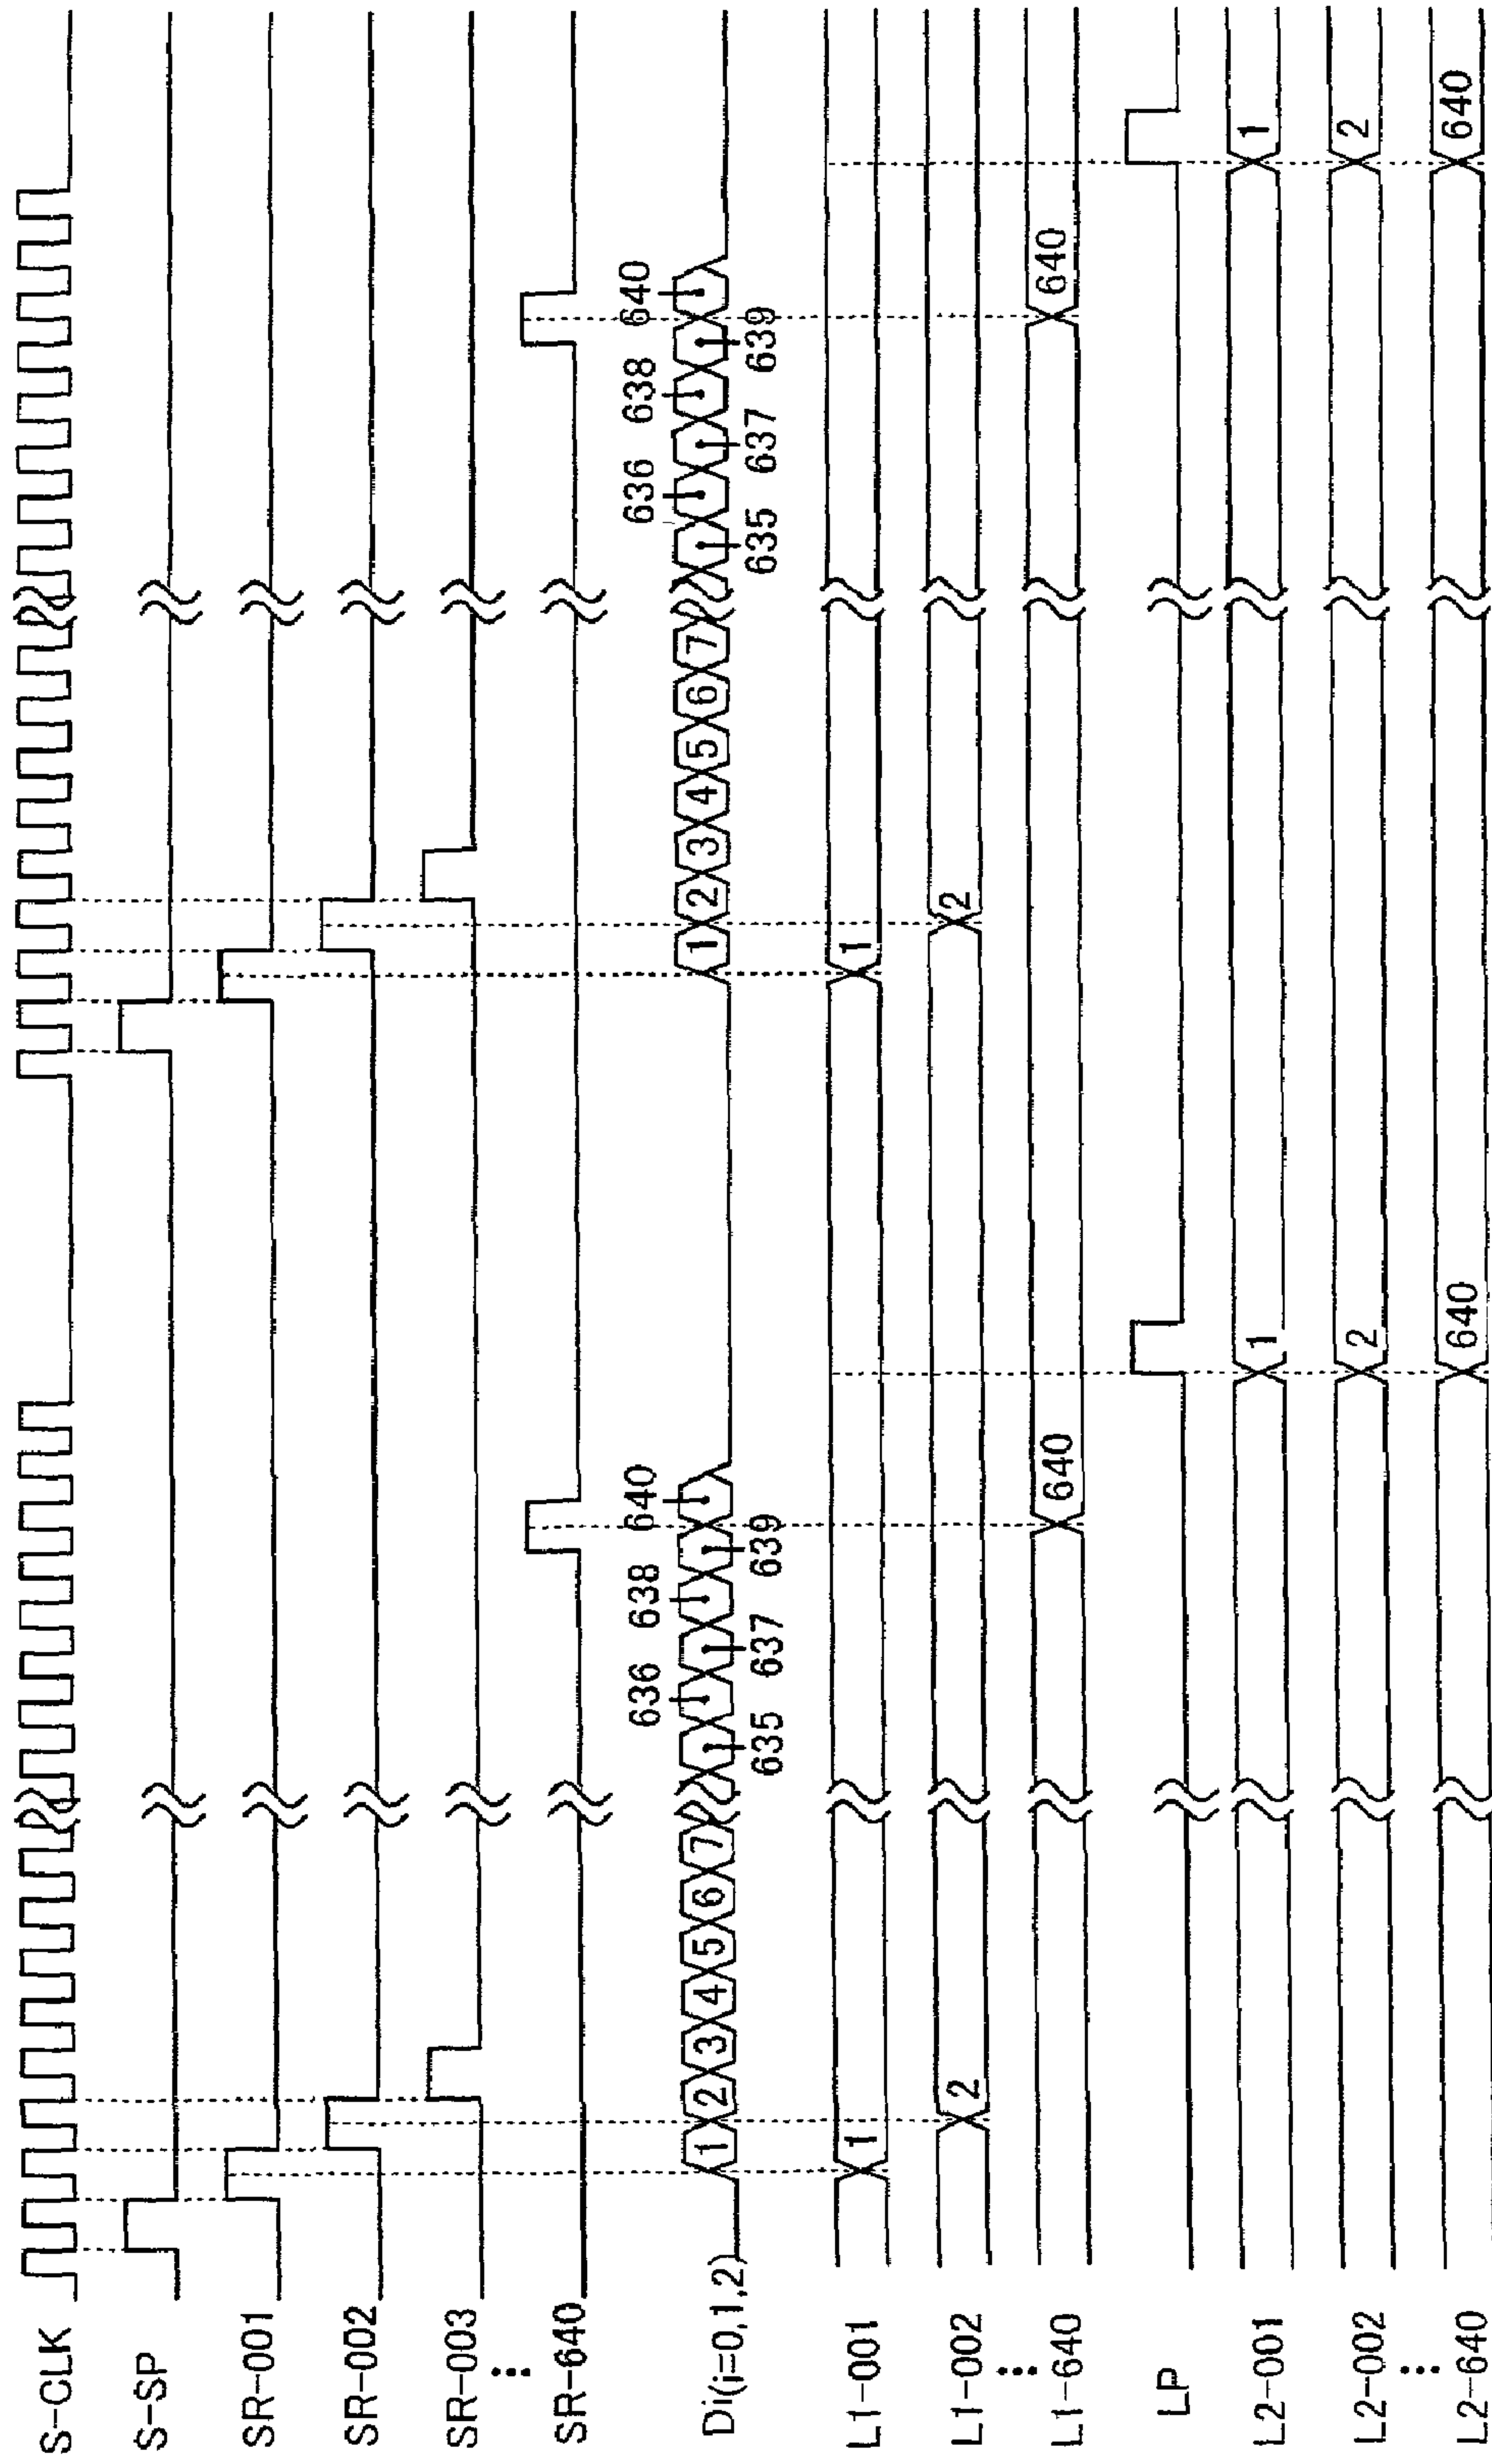 S-CLK
S-SP
SR-001
SR-002
SR-003
⋮
SR-640
640 640
636 638 636 638
Di(i=0,1,2) 1 2 3 4 5 6 7 1 2 3 4 5 6 7
635 637 639 635 637 639
L1-001 1 1
L1-002 2 2
⋮
L1-640 640 640
LP
L2-001 1 1
L2-002 2 2
⋮
L2-640 640 640